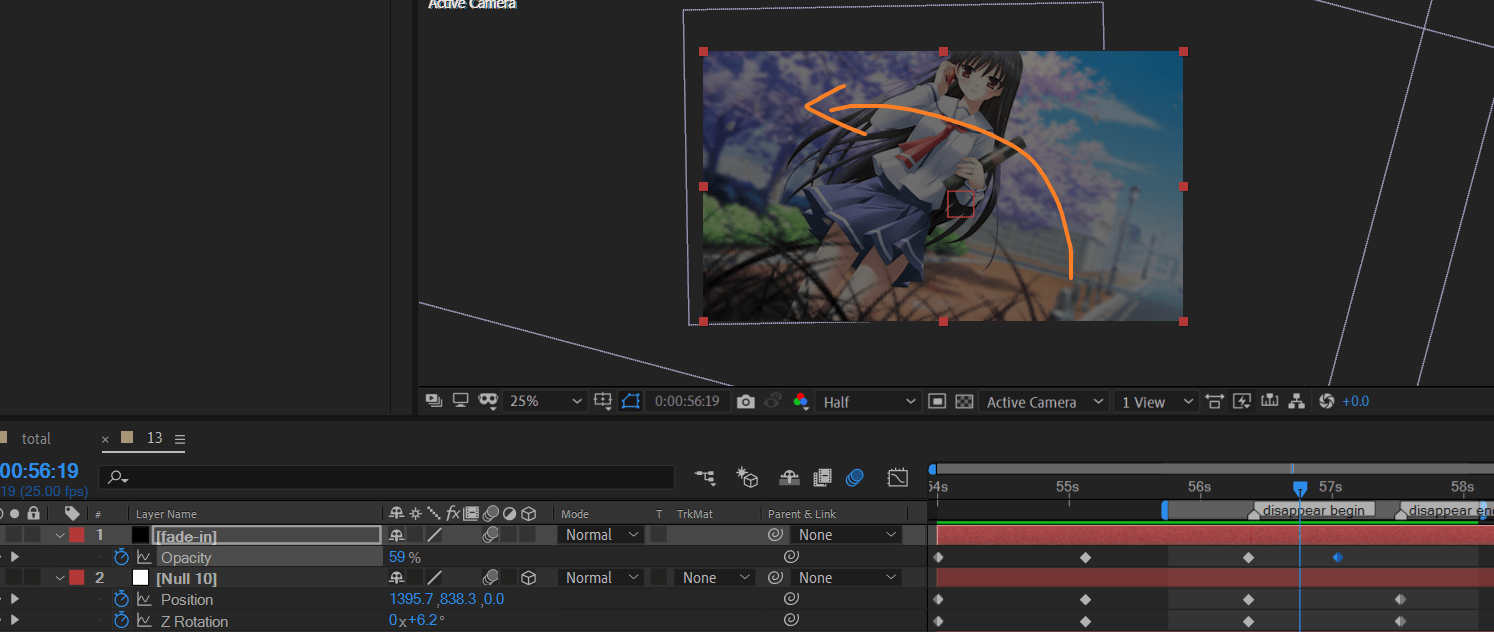 Active Camera
25%
0:00:56:19
Half
Active Camera
1 View
+0.0
total
× 13
00:56:19
19 (25.00 fps)
54s 55s 56s 57s 58s
# Layer Name fx Mode T TrkMat Parent & Link
disappear begin disappear en
1 [fade-in] Normal None
Opacity 59 %
2 [Null 10] Normal None None
Position 1395.7 ,838.3 ,0.0
Z Rotation 0x+6.2°